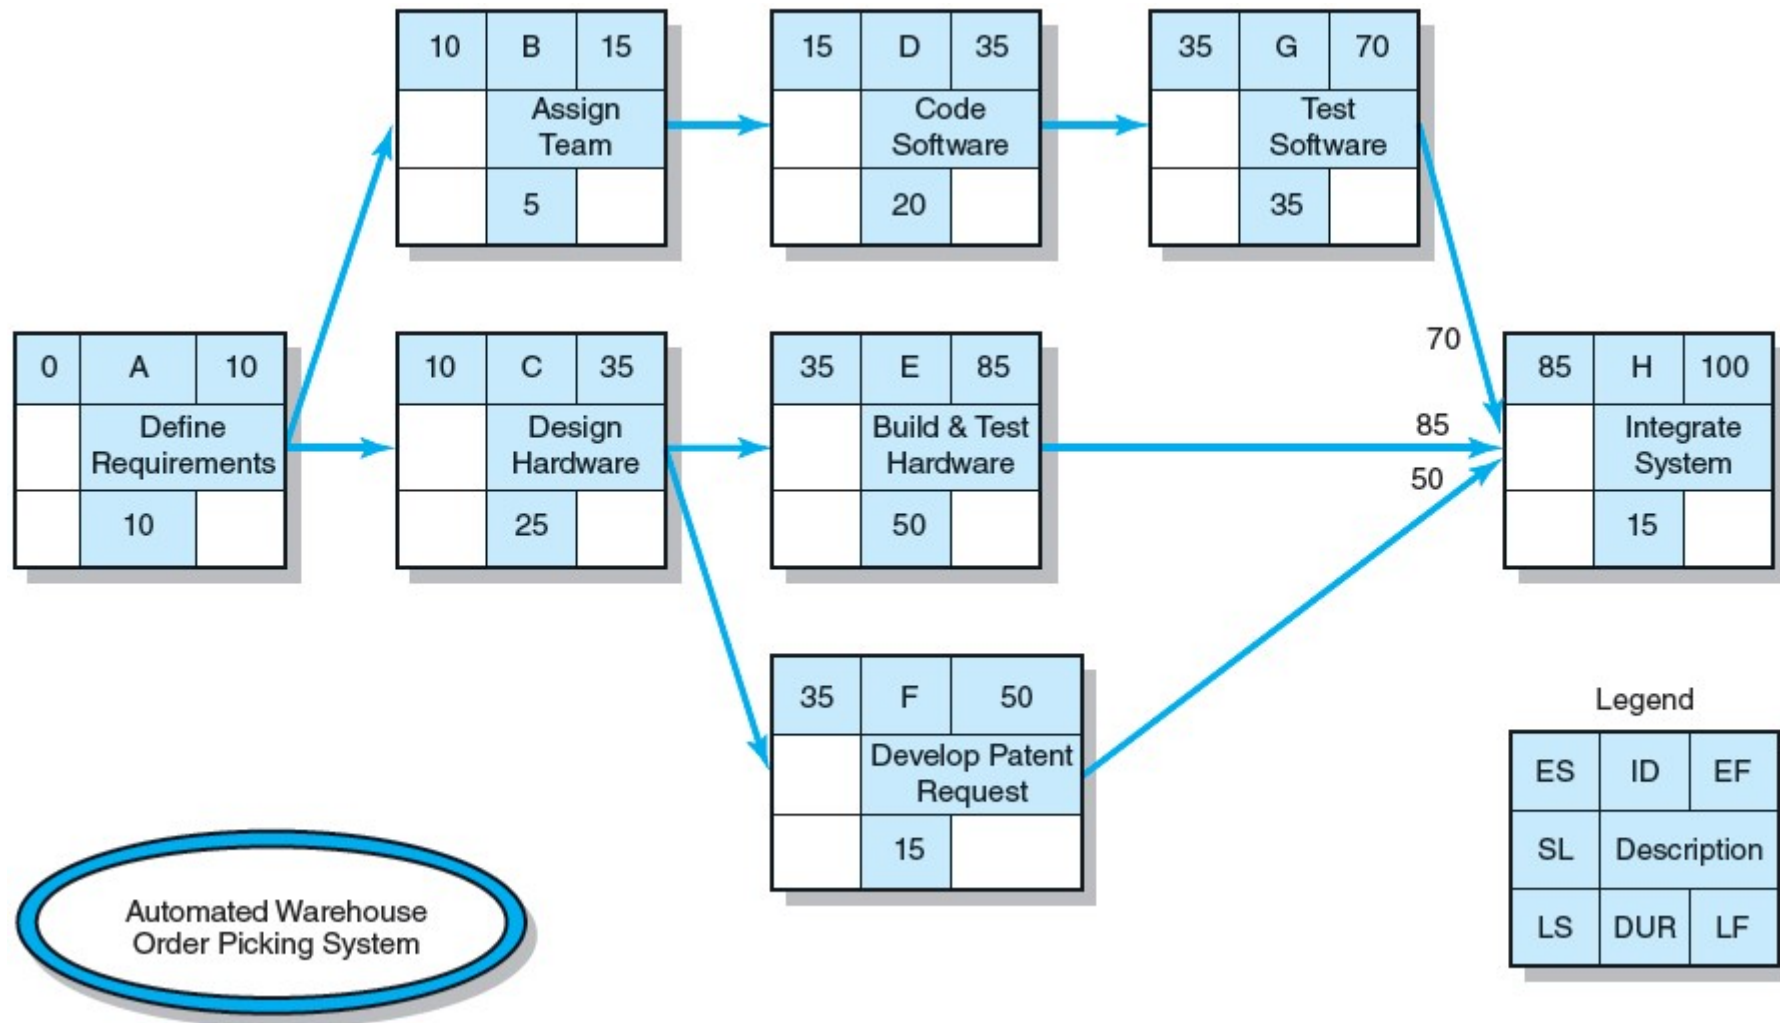 10 B 15
Assign
Team
5
15 D 35
Code
Software
20
35 G 70
Test
Software
35
0 A 10
Define
Requirements
10
10 C 35
Design
Hardware
25
35 E 85
Build & Test
Hardware
50
70
85
50
85 H 100
Integrate
System
15
35 F 50
Develop Patent
Request
15
Automated Warehouse
Order Picking System
Legend
ES ID EF
SL Description
LS DUR LF